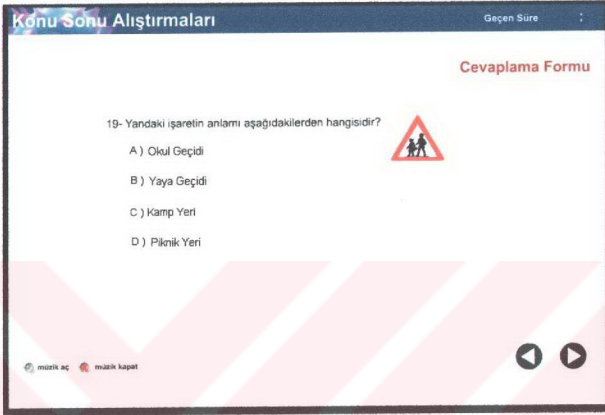 Konu Sonu Alıştırmaları
Geçen Süre :
Cevaplama Formu
19- Yandaki işaretin anlamı aşağıdakilerden hangisidir?
A ) Okul Geçidi
B ) Yaya Geçidi
C ) Kamp Yeri
D ) Piknik Yeri
müzik aç müzik kapat